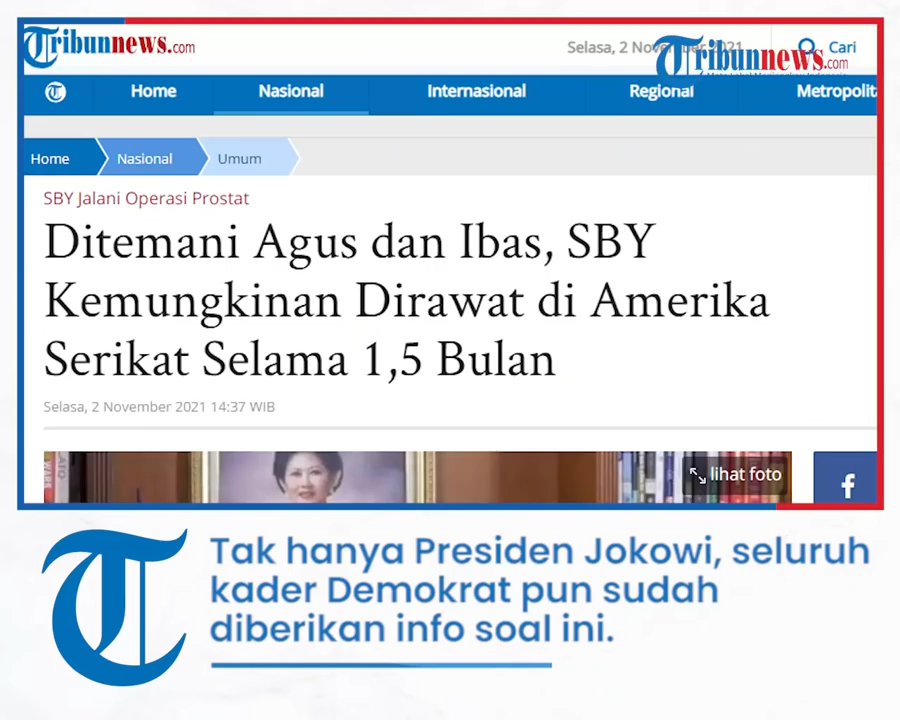 Tribunnews.com
Selasa, 2 November 2021
Tribunnews.com
Cari
Home
Nasional
Internasional
Regional
Metropolit
Home
Nasional
Umum
SBY Jalani Operasi Prostat
Ditemani Agus dan Ibas, SBY
Kemungkinan Dirawat di Amerika
Serikat Selama 1,5 Bulan
Selasa, 2 November 2021 14:37 WIB
lihat foto
f
T
Tak hanya Presiden Jokowi, seluruh
kader Demokrat pun sudah
diberikan info soal ini.